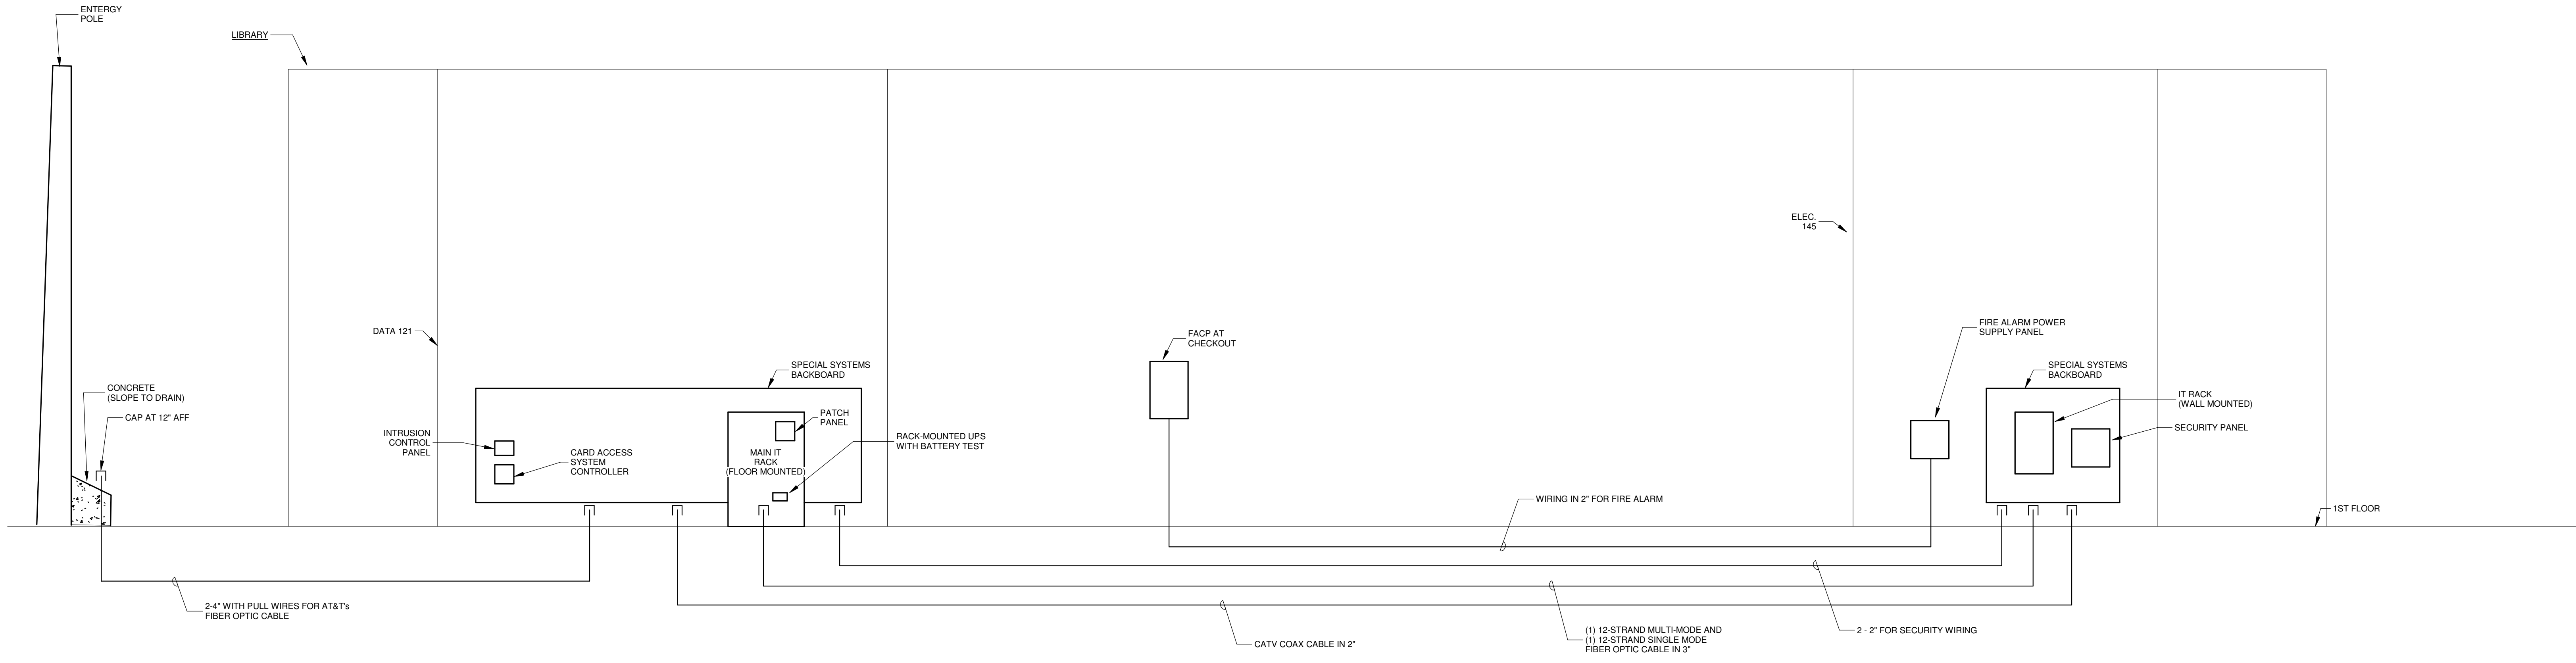 ENTERGY
POLE
LIBRARY
ELEC.
145
DATA 121
FIRE ALARM POWER
SUPPLY PANEL
FACP AT
CHECKOUT
SPECIAL SYSTEMS
BACKBOARD
SPECIAL SYSTEMS
BACKBOARD
CONCRETE
(SLOPE TO DRAIN)
CAP AT 12" AFF
IT RACK
(WALL MOUNTED)
PATCH
PANEL
SECURITY PANEL
INTRUSION
CONTROL
PANEL
RACK-MOUNTED UPS
WITH BATTERY TEST
CARD ACCESS
SYSTEM
CONTROLLER
MAIN IT
RACK
(FLOOR MOUNTED)
WIRING IN 2" FOR FIRE ALARM
1ST FLOOR
2-4" WITH PULL WIRES FOR AT&T's
FIBER OPTIC CABLE
CATV COAX CABLE IN 2"
(1) 12-STRAND MULTI-MODE AND
(1) 12-STRAND SINGLE MODE
FIBER OPTIC CABLE IN 3"
2 - 2" FOR SECURITY WIRING